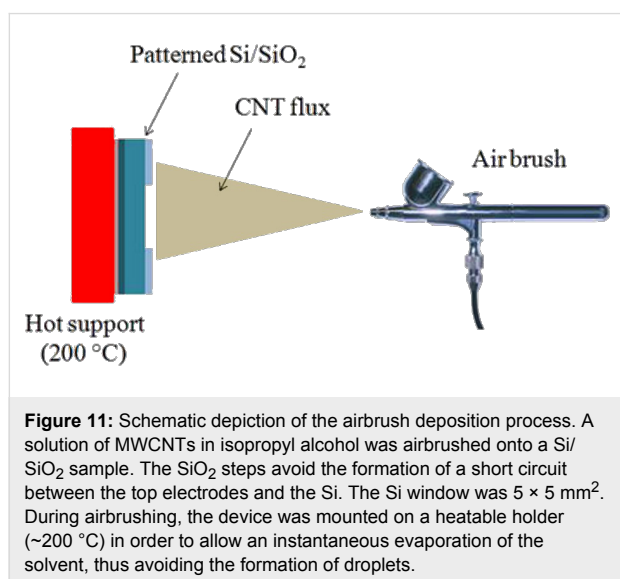 Patterned Si/SiO₂
CNT flux
Air brush
Hot support
(200 °C)
Figure 11: Schematic depiction of the airbrush deposition process. A
solution of MWCNTs in isopropyl alcohol was airbrushed onto a Si/
SiO₂ sample. The SiO₂ steps avoid the formation of a short circuit
between the top electrodes and the Si. The Si window was 5 × 5 mm².
During airbrushing, the device was mounted on a heatable holder
(~200 °C) in order to allow an instantaneous evaporation of the
solvent, thus avoiding the formation of droplets.